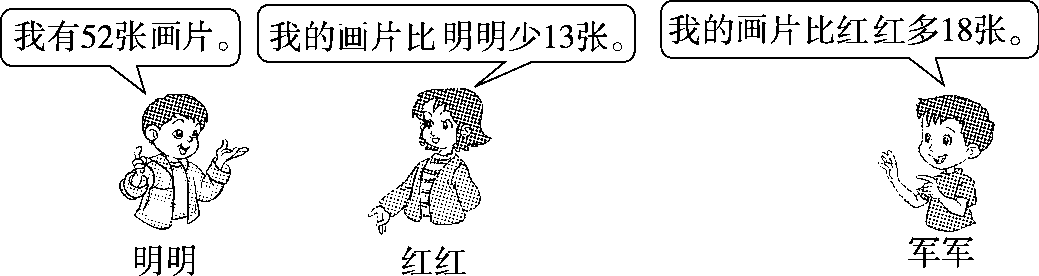 我有52张画片。
我的画片比明明少13张。
我的画片比红红多18张。
明明
红红
军军